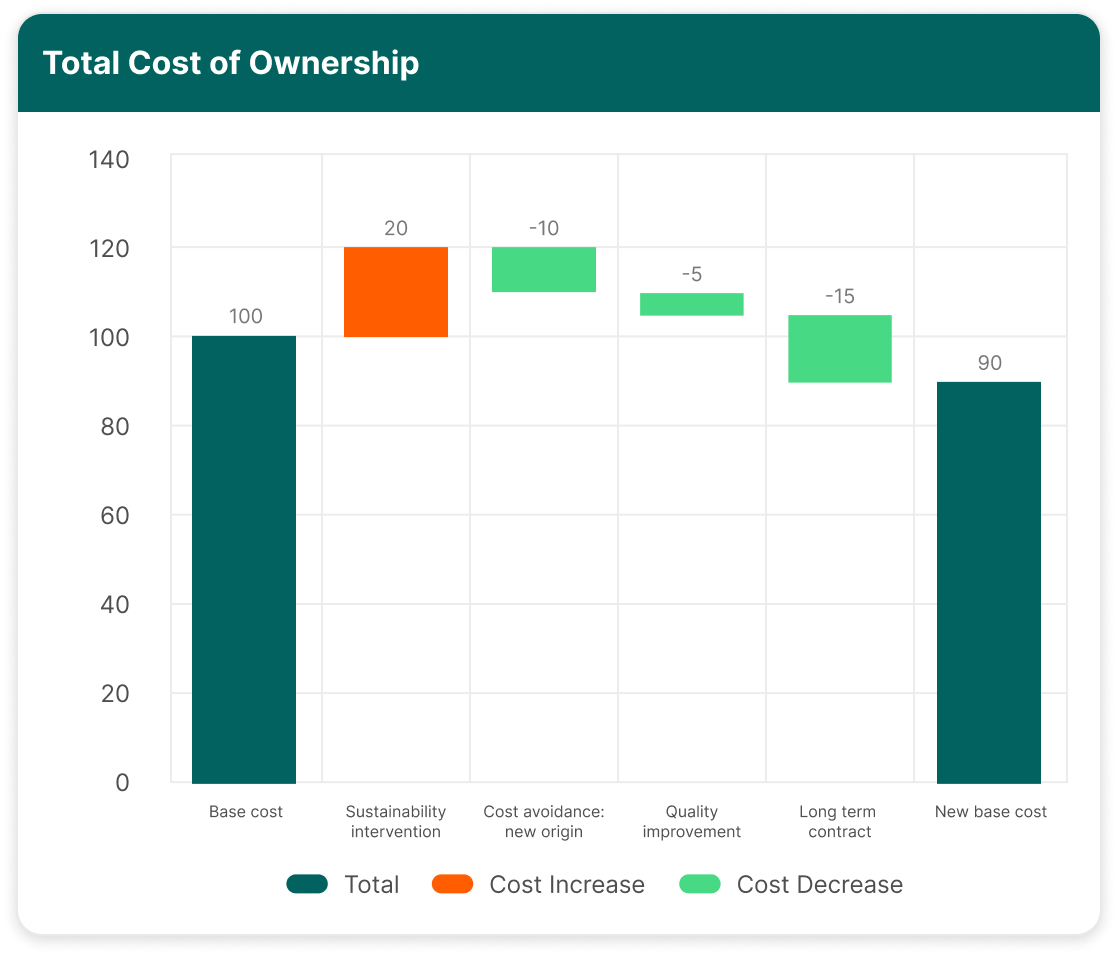 Total Cost of Ownership
140
120
100
80
60
40
20
0
100
20
-10
-5
-15
90
Base cost
Sustainability
intervention
Cost avoidance:
new origin
Quality
improvement
Long term
contract
New base cost
Total
Cost Increase
Cost Decrease